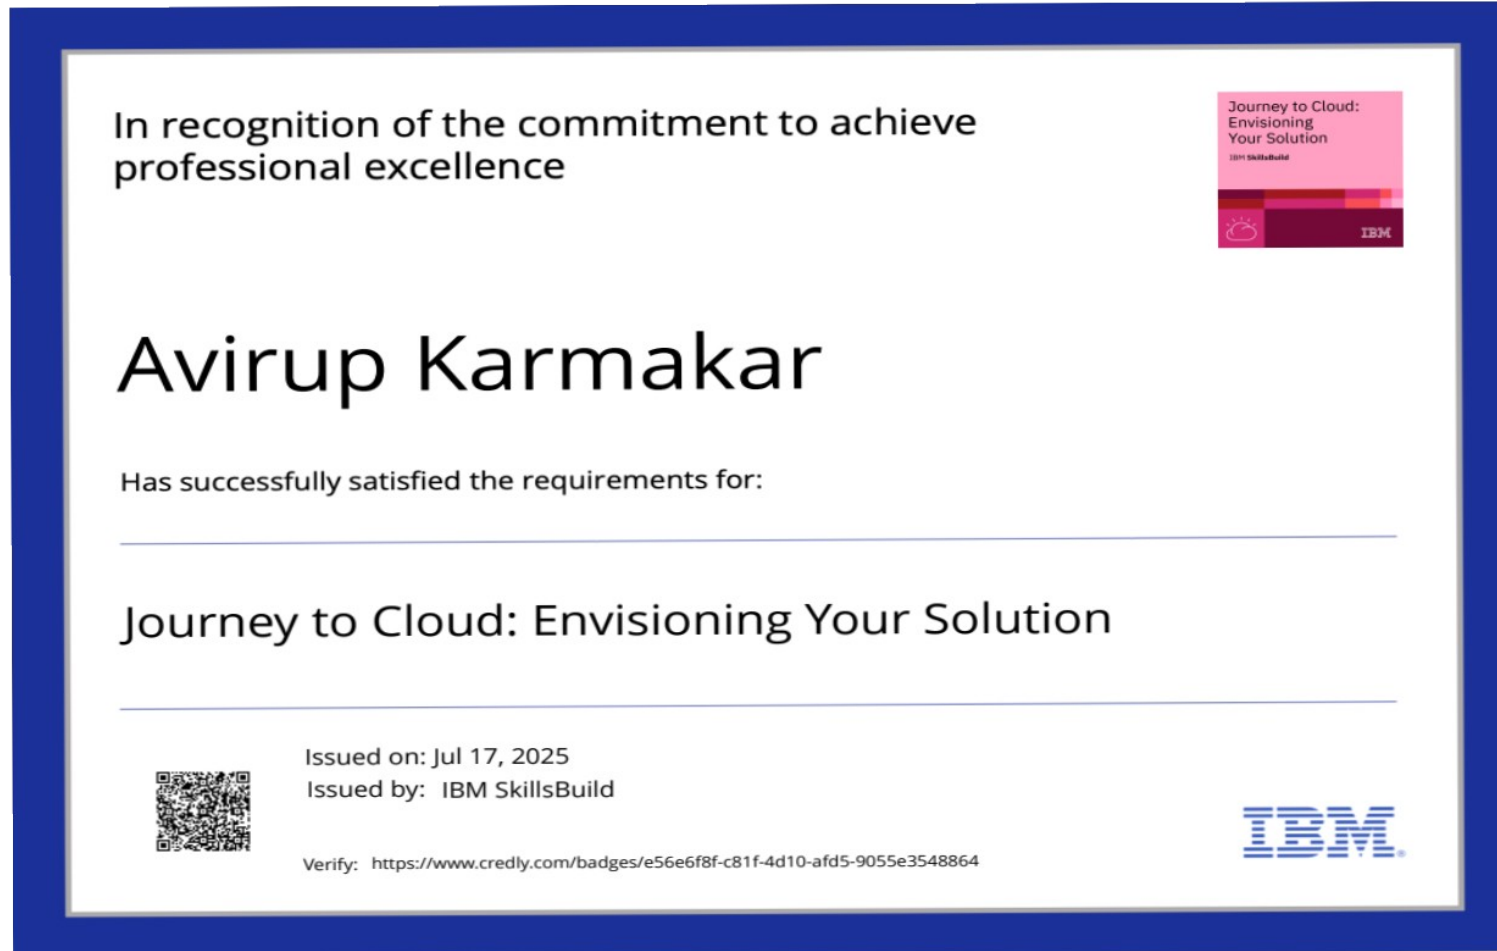 In recognition of the commitment to achieve
professional excellence
Journey to Cloud:
Envisioning
Your Solution
IBM SkillsBuild
IBM
Avirup Karmakar
Has successfully satisfied the requirements for:
Journey to Cloud: Envisioning Your Solution
Issued on: Jul 17, 2025
Issued by: IBM SkillsBuild
Verify: https://www.credly.com/badges/e56e6f8f-c81f-4d10-afd5-9055e3548864
IBM®